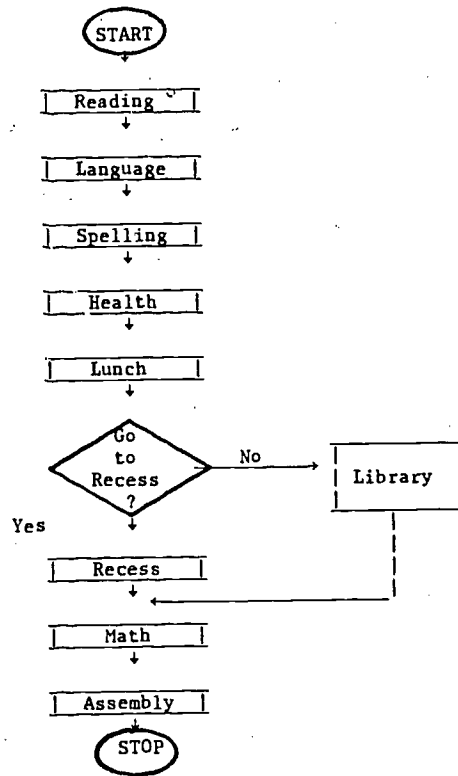 START
Reading
Language
Spelling
Health
Lunch
Go
to
Recess
?
No
Library
Yes
Recess
Math
Assembly
STOP